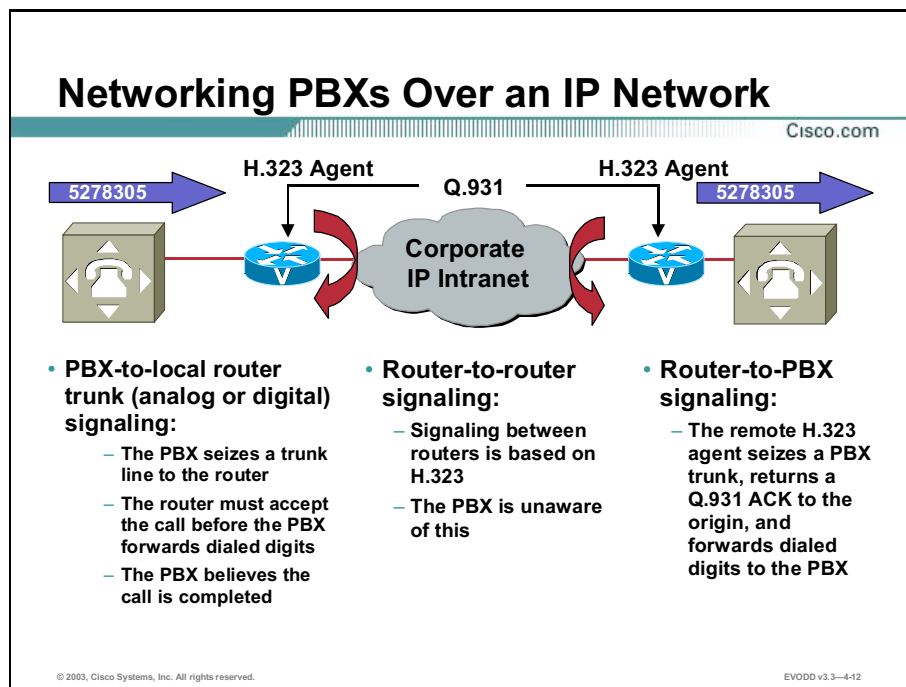 Networking PBXs Over an IP Network
Cisco.com
H.323 Agent
H.323 Agent
5278305
Q.931
5278305
Corporate
IP Intranet
V
V
• PBX-to-local router
trunk (analog or digital)
signaling:
– The PBX seizes a trunk
line to the router
– The router must accept
the call before the PBX
forwards dialed digits
– The PBX believes the
call is completed
• Router-to-router
signaling:
– Signaling between
routers is based on
H.323
– The PBX is unaware
of this
• Router-to-PBX
signaling:
– The remote H.323
agent seizes a PBX
trunk, returns a
Q.931 ACK to the
origin, and
forwards dialed
digits to the PBX
© 2003, Cisco Systems, Inc. All rights reserved.
EVODD v3.3—4-12